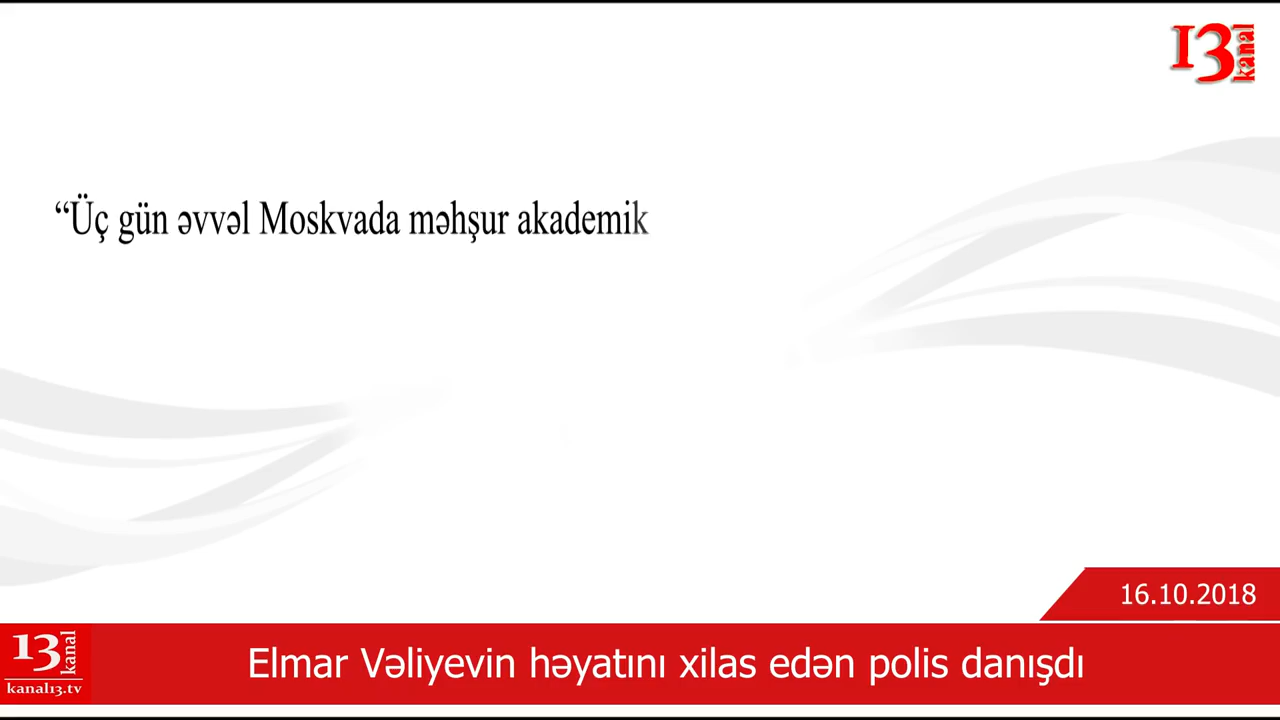 13 kanal
“Üç gün əvvəl Moskvada məhşur akademik
16.10.2018
13 kanal
kanal13.tv
Elmar Vəliyevin həyatını xilas edən polis danışdı